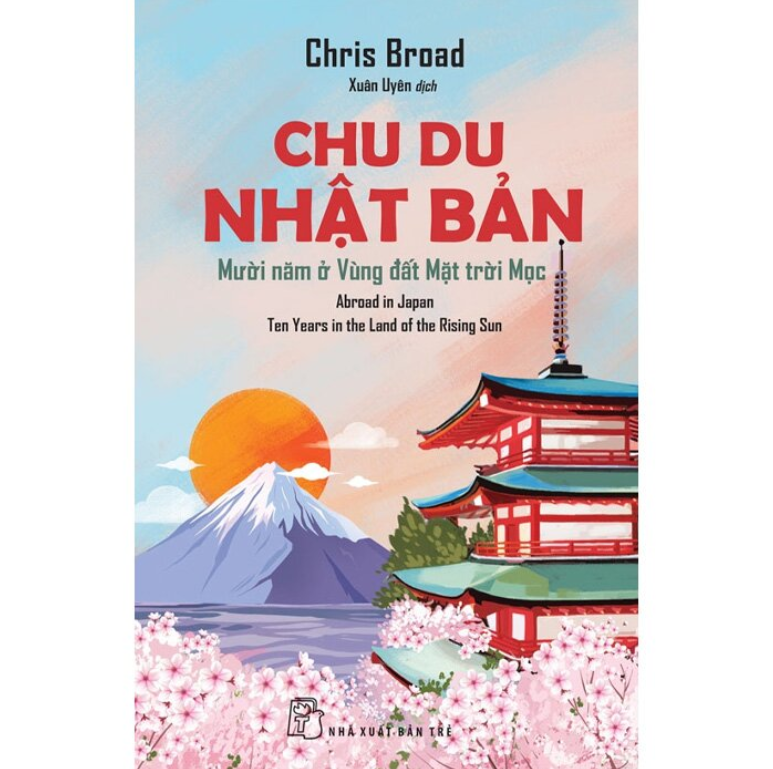 Chris Broad
Xuân Uyên dịch
CHU DU
NHẬT BẢN
Mười năm ở Vùng đất Mặt trời Mọc
Abroad in Japan
Ten Years in the Land of the Rising Sun
NHÀ XUẤT BẢN TRẺ